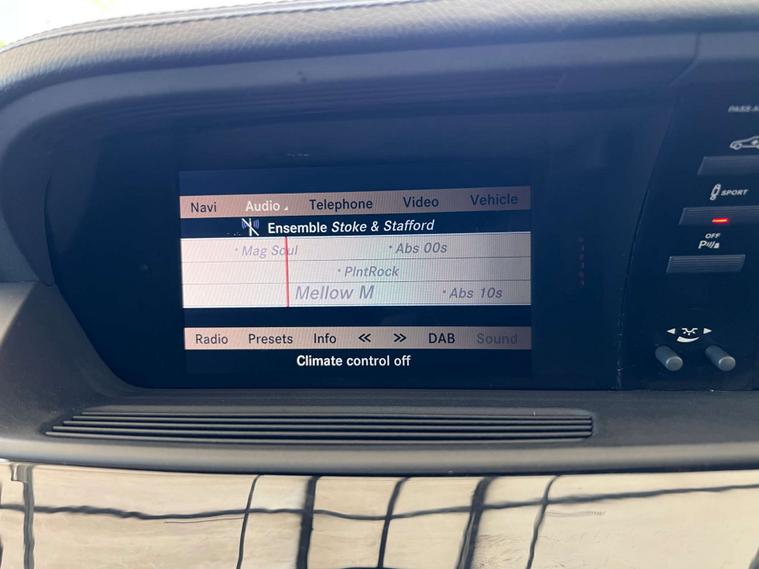 Navi Audio Telephone Video Vehicle
Ensemble Stoke & Stafford
• Mag Soul • Abs 00s
• PlntRock
Mellow M • Abs 10s
Radio Presets Info « » DAB Sound
Climate control off
SPORT
OFF
P